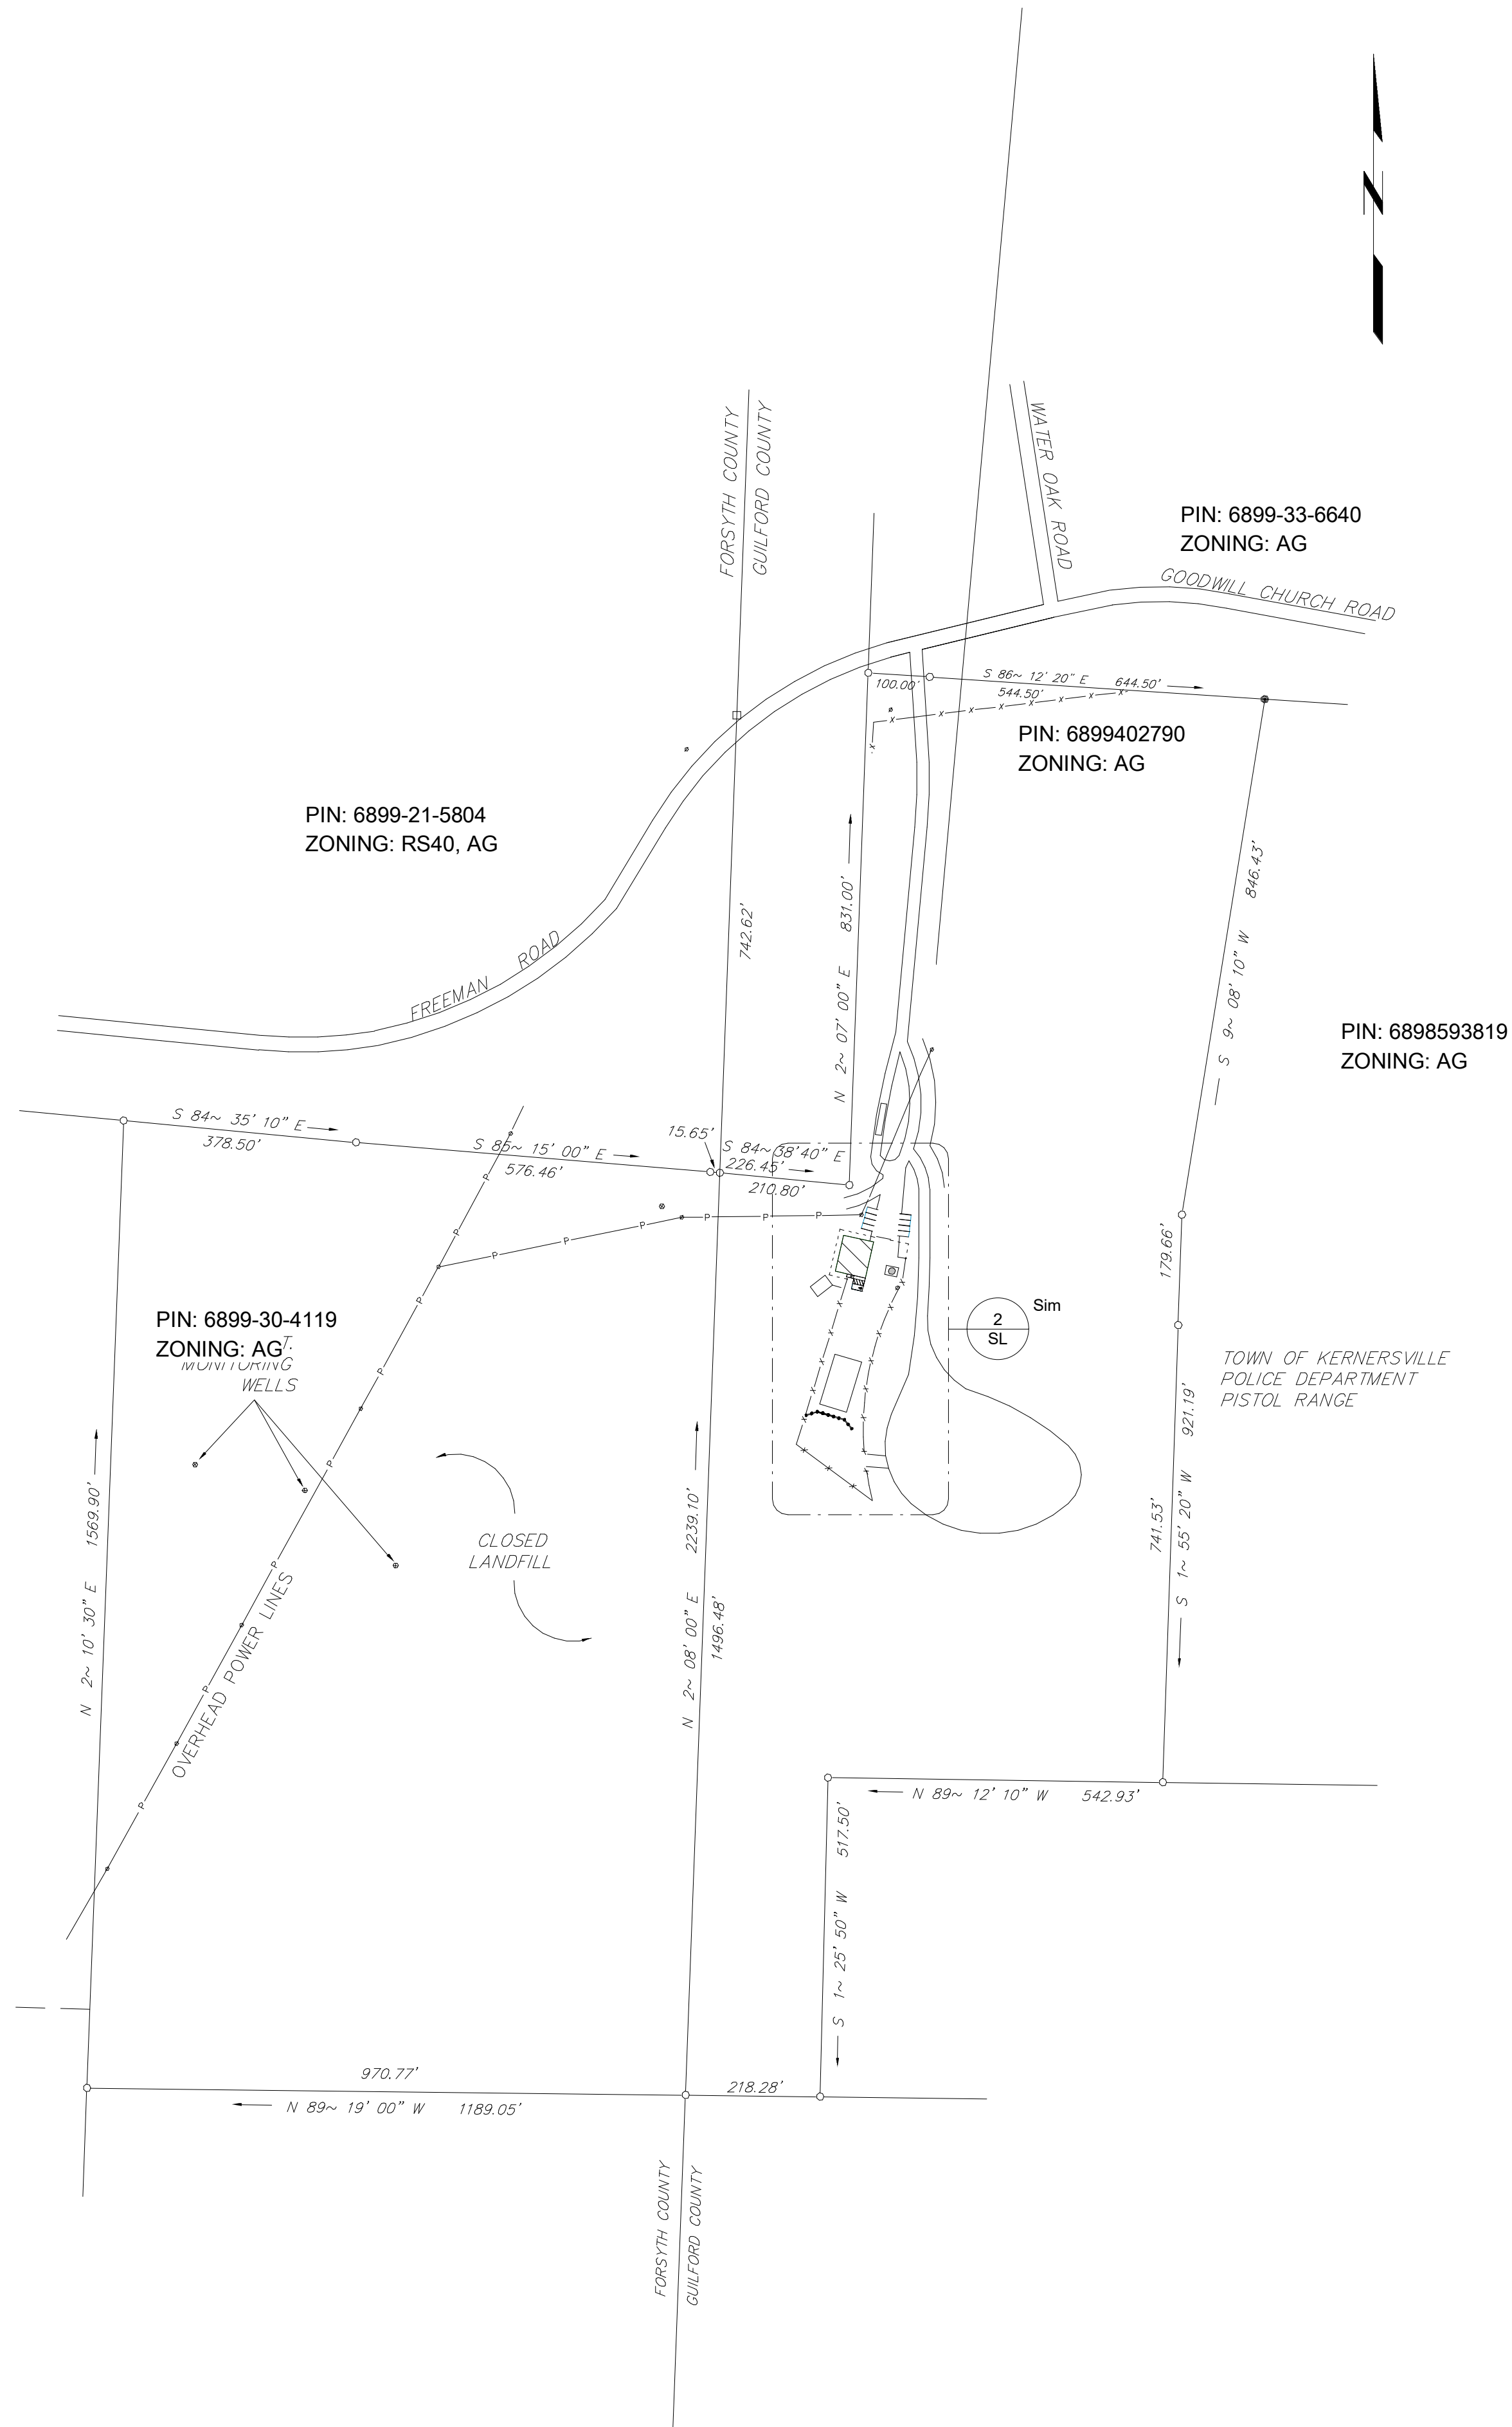 N
FORSYTH COUNTY
GUILFORD COUNTY
WATER OAK ROAD
PIN: 6899-33-6640
ZONING: AG
GOODWILL CHURCH ROAD
S 86~ 12' 20" E 644.50'
100.00'
544.50'
PIN: 6899402790
ZONING: AG
PIN: 6899-21-5804
ZONING: RS40, AG
742.62'
N 2~ 07' 00" E 831.00'
S 9~ 08' 10" W 846.43'
FREEMAN ROAD
PIN: 6898593819
ZONING: AG
S 84~ 35' 10" E
378.50'
S 85~ 15' 00" E
576.46'
15.65'
S 84~ 38'40" E
226.45'
210.80'
179.66'
PIN: 6899-30-4119
ZONING: AG
T.
MONITORING
WELLS
2
SL
Sim
TOWN OF KERNERSVILLE
POLICE DEPARTMENT
PISTOL RANGE
N 2~ 10' 30" E 1569.90'
CLOSED
LANDFILL
OVERHEAD POWER LINES
N 2~ 08' 00" E 2239.10'
1496.48'
741.53'
S 1~ 55' 20" W 921.19'
N 89~ 12' 10" W 542.93'
S 1~ 25' 50" W 517.50'
970.77'
218.28'
N 89~ 19' 00" W 1189.05'
FORSYTH COUNTY
GUILFORD COUNTY